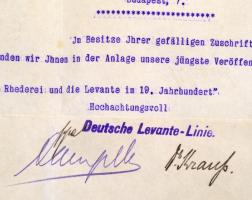 Budapest, 7.
"In Besitze Jhrer gefälligen Zuschrift
nden wir Jhnen in der Anlage unsere jüngste Veröffen
Rhederei und die Levante im 19. Jahrhundert".
Hochachtungsvoll
Deutsche Levante-Linie.